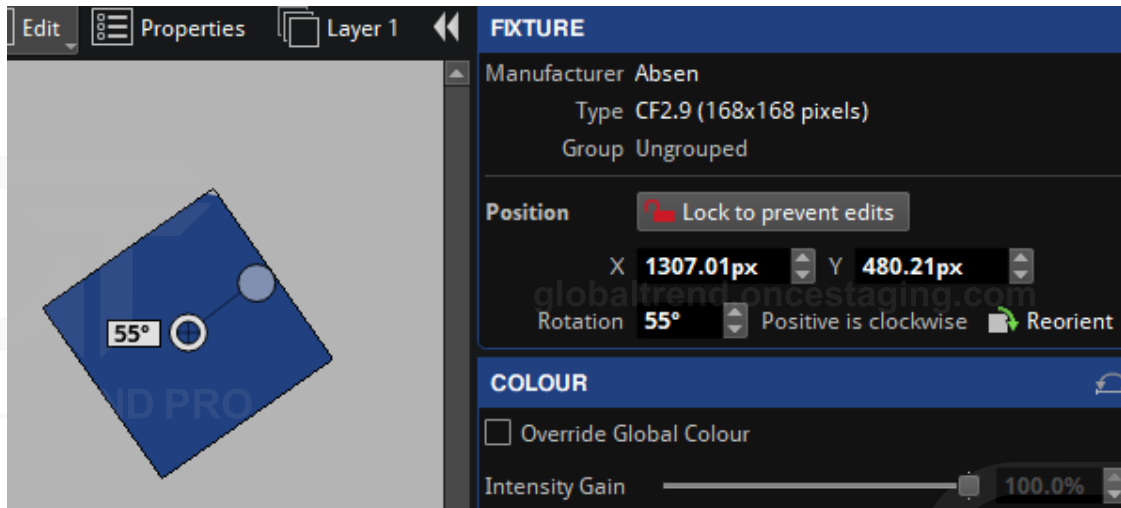 Edit
Properties
Layer 1
55°
TREND PRO
FIXTURE
Manufacturer Absen
Type CF2.9 (168x168 pixels)
Group Ungrouped
Position Lock to prevent edits
X 1307.01px Y 480.21px
globaltrend.oncestaging.com
Rotation 55° Positive is clockwise Reorient
COLOUR
Override Global Colour
Intensity Gain 100.0%